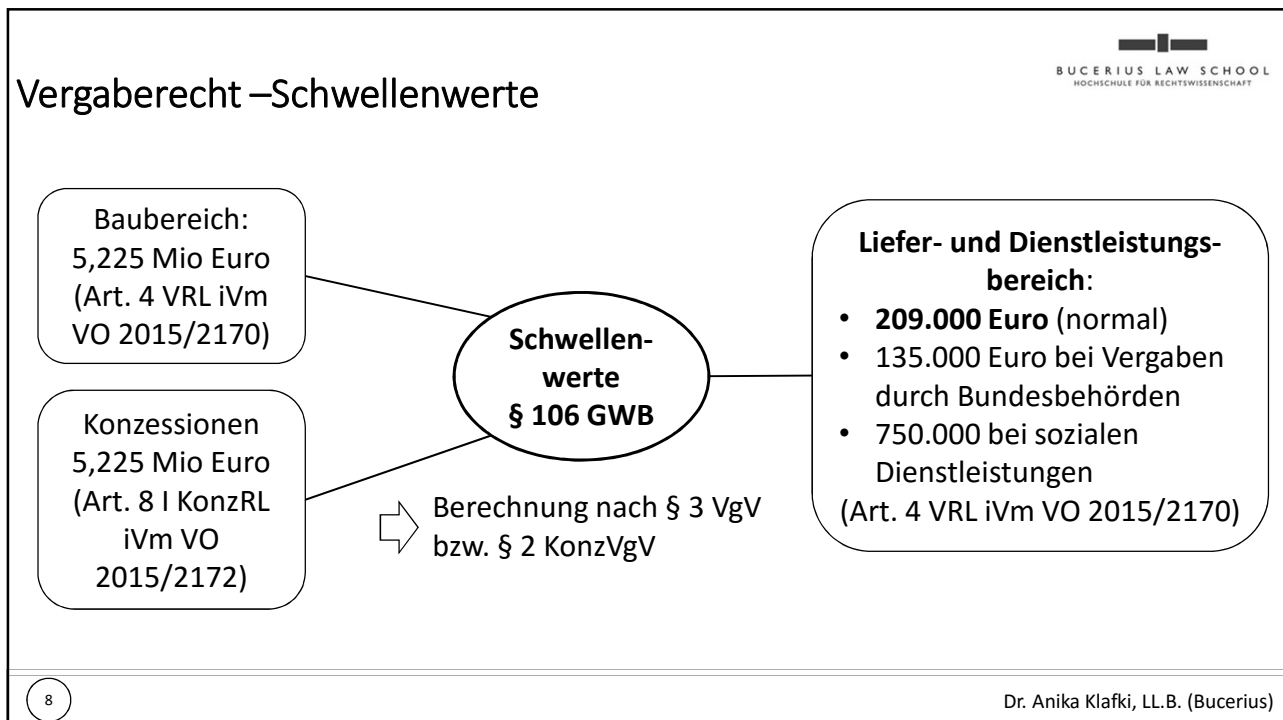 BUCERIUS LAW SCHOOL
HOCHSCHULE FÜR RECHTSWISSENSCHAFT
Vergaberecht –Schwellenwerte
Baubereich:
5,225 Mio Euro
(Art. 4 VRL iVm
VO 2015/2170)
Konzessionen
5,225 Mio Euro
(Art. 8 I KonzRL
iVm VO
2015/2172)
Schwellen-
werte
§ 106 GWB
Berechnung nach § 3 VgV
bzw. § 2 KonzVgV
Liefer- und Dienstleistungs-
bereich:
• 209.000 Euro (normal)
• 135.000 Euro bei Vergaben
durch Bundesbehörden
• 750.000 bei sozialen
Dienstleistungen
(Art. 4 VRL iVm VO 2015/2170)
8
Dr. Anika Klafki, LL.B. (Bucerius)